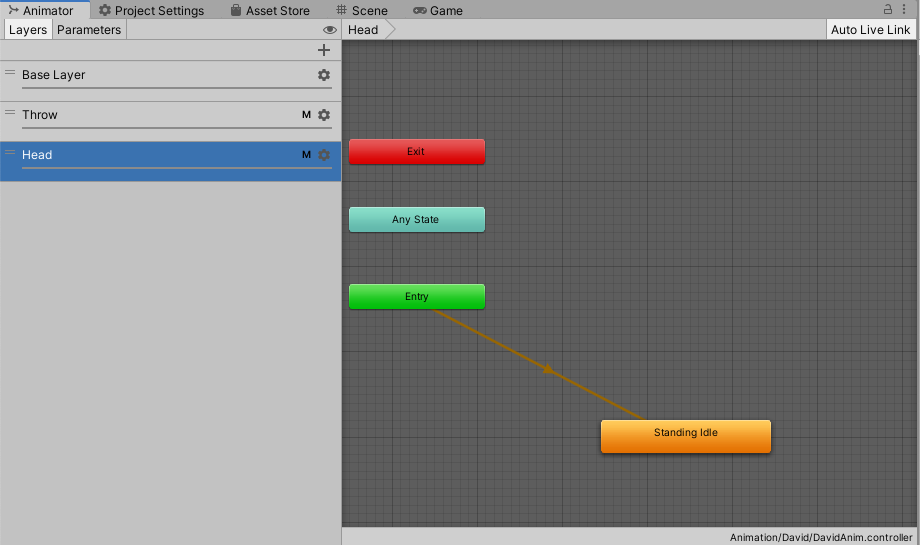 Animator Project Settings Asset Store Scene Game
Layers Parameters
Head
Auto Live Link
Base Layer
Throw M
Head M
Exit
Any State
Entry
Standing Idle
Animation/David/DavidAnim.controller